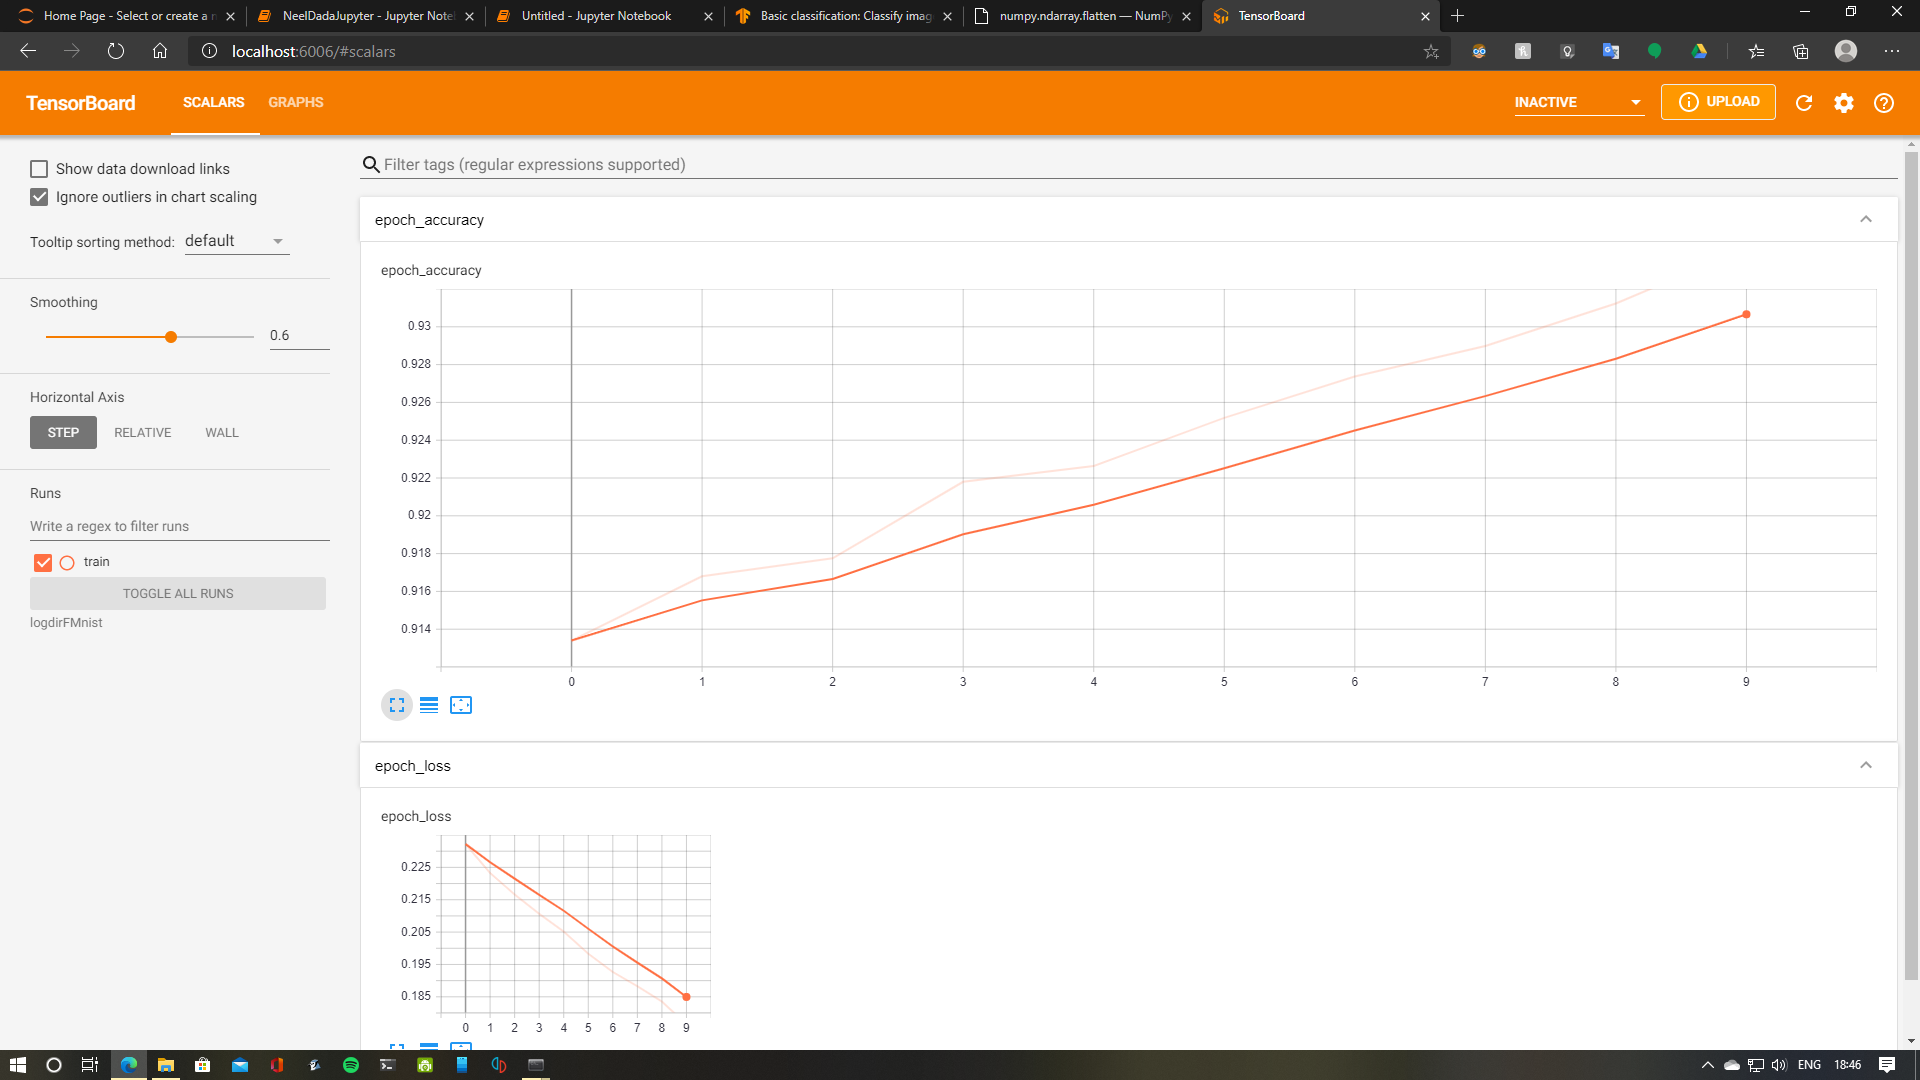 Home Page - Select or create a n
NeelDadaJupyter - Jupyter Note
Untitled - Jupyter Notebook
Basic classification: Classify imag
numpy.ndarray.flatten — NumPy
TensorBoard
localhost:6006/#scalars
TensorBoard
SCALARS
GRAPHS
INACTIVE
UPLOAD
Show data download links
Ignore outliers in chart scaling
Tooltip sorting method: default
Smoothing
0.6
Horizontal Axis
STEP RELATIVE WALL
Runs
Write a regex to filter runs
train
TOGGLE ALL RUNS
logdirFMnist
Filter tags (regular expressions supported)
epoch_accuracy
epoch_accuracy
0.93
0.928
0.926
0.924
0.922
0.92
0.918
0.916
0.914
0 1 2 3 4 5 6 7 8 9
epoch_loss
epoch_loss
0.225
0.215
0.205
0.195
0.185
0 1 2 3 4 5 6 7 8 9
ENG 18:46